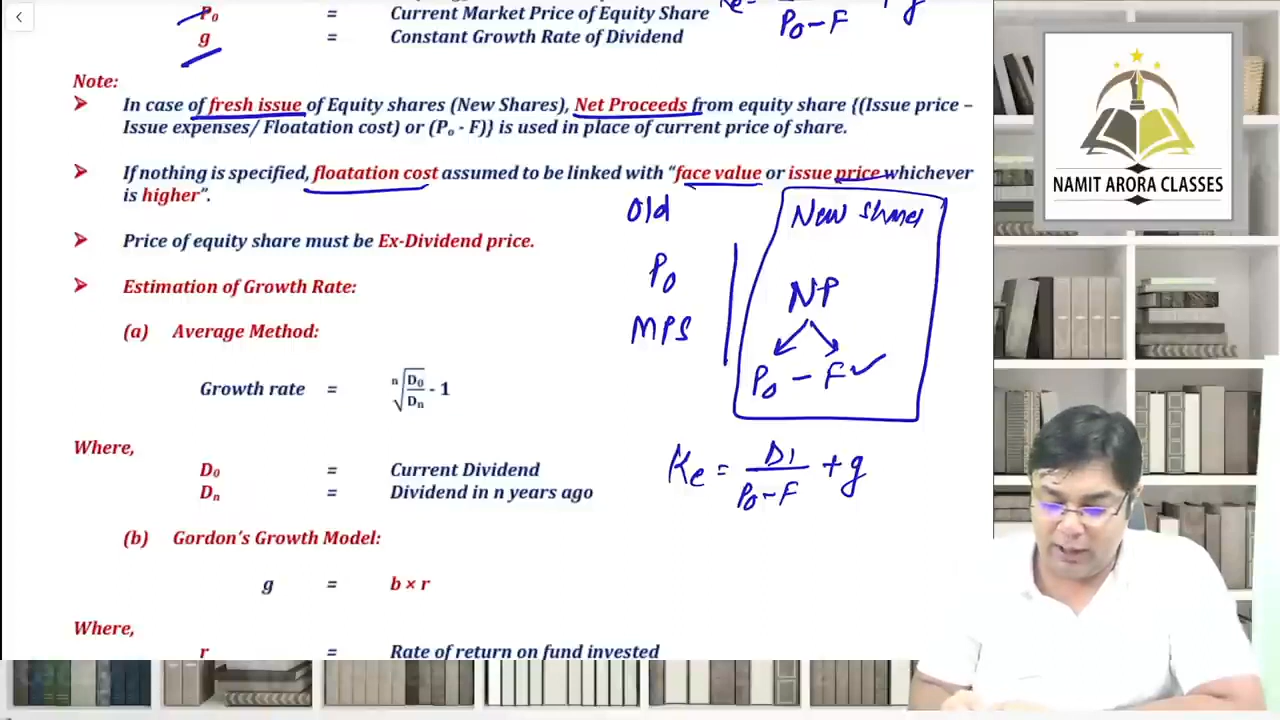 P₀ = Current Market Price of Equity Share
P₀ - F
g = Constant Growth Rate of Dividend
Note:
➤ In case of fresh issue of Equity shares (New Shares), Net Proceeds from equity share {(Issue price –
Issue expenses/ Floatation cost) or (P₀ - F)} is used in place of current price of share.
➤ If nothing is specified, floatation cost assumed to be linked with “face value or issue price whichever
is higher”.
Old
New Shares
➤ Price of equity share must be Ex-Dividend price.
P₀
NP
➤ Estimation of Growth Rate:
(a) Average Method:
MPS
P₀ - F
Growth rate = ⁿ√(D₀/Dₙ) - 1
Where,
D₀ = Current Dividend
Dₙ = Dividend in n years ago
Ke = D1/(P₀-F) + g
(b) Gordon’s Growth Model:
g = b × r
Where,
r = Rate of return on fund invested
NAMIT ARORA CLASSES